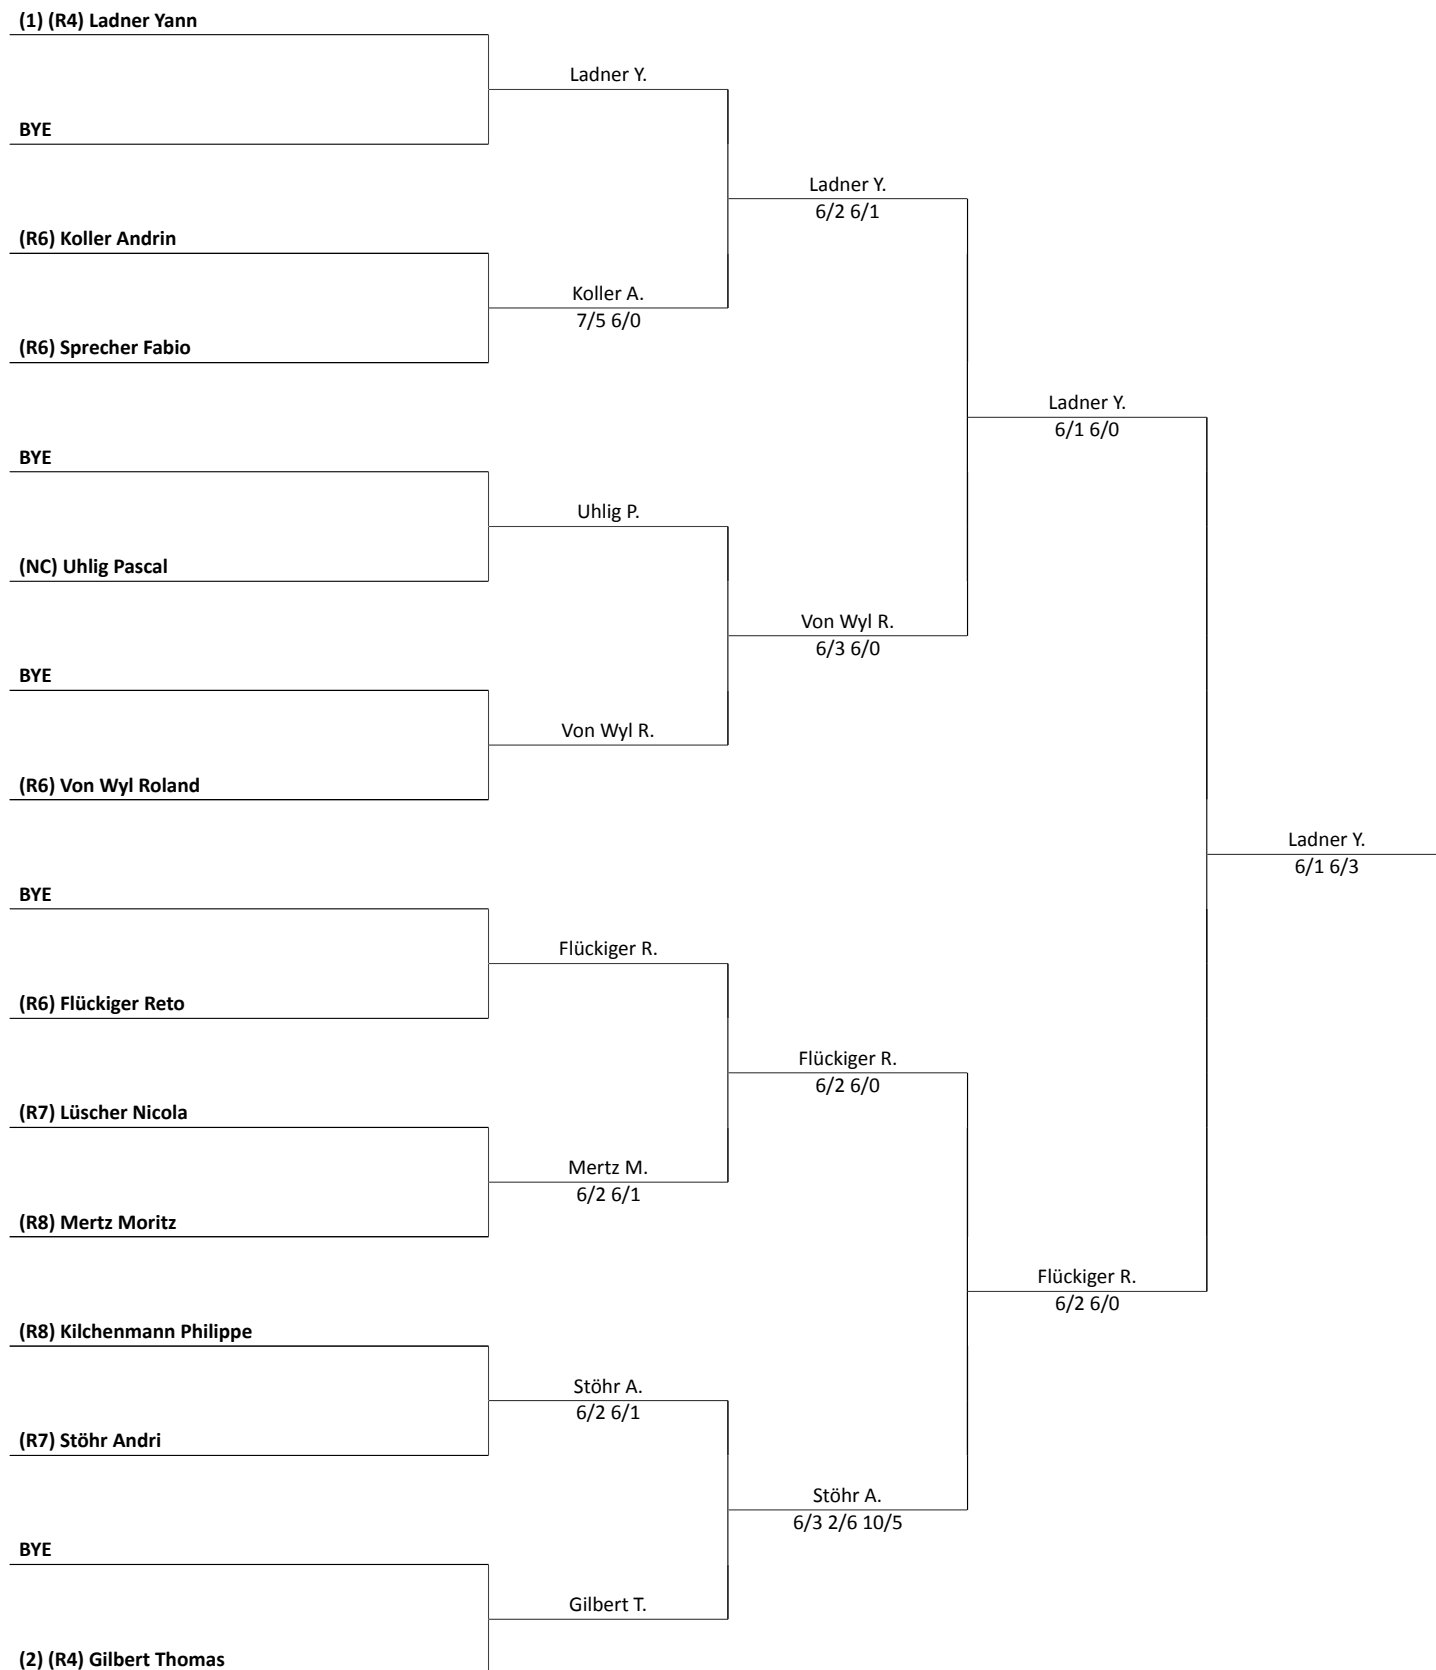 (1) (R4) Ladner Yann
Ladner Y.
BYE
Ladner Y.
6/2 6/1
(R6) Koller Andrin
Koller A.
7/5 6/0
(R6) Sprecher Fabio
Ladner Y.
6/1 6/0
BYE
Uhlig P.
(NC) Uhlig Pascal
Von Wyl R.
6/3 6/0
BYE
Von Wyl R.
(R6) Von Wyl Roland
Ladner Y.
6/1 6/3
BYE
Flückiger R.
(R6) Flückiger Reto
Flückiger R.
6/2 6/0
(R7) Lüscher Nicola
Mertz M.
6/2 6/1
(R8) Mertz Moritz
Flückiger R.
6/2 6/0
(R8) Kilchenmann Philippe
Stöhr A.
6/2 6/1
(R7) Stöhr Andri
Stöhr A.
6/3 2/6 10/5
BYE
Gilbert T.
(2) (R4) Gilbert Thomas